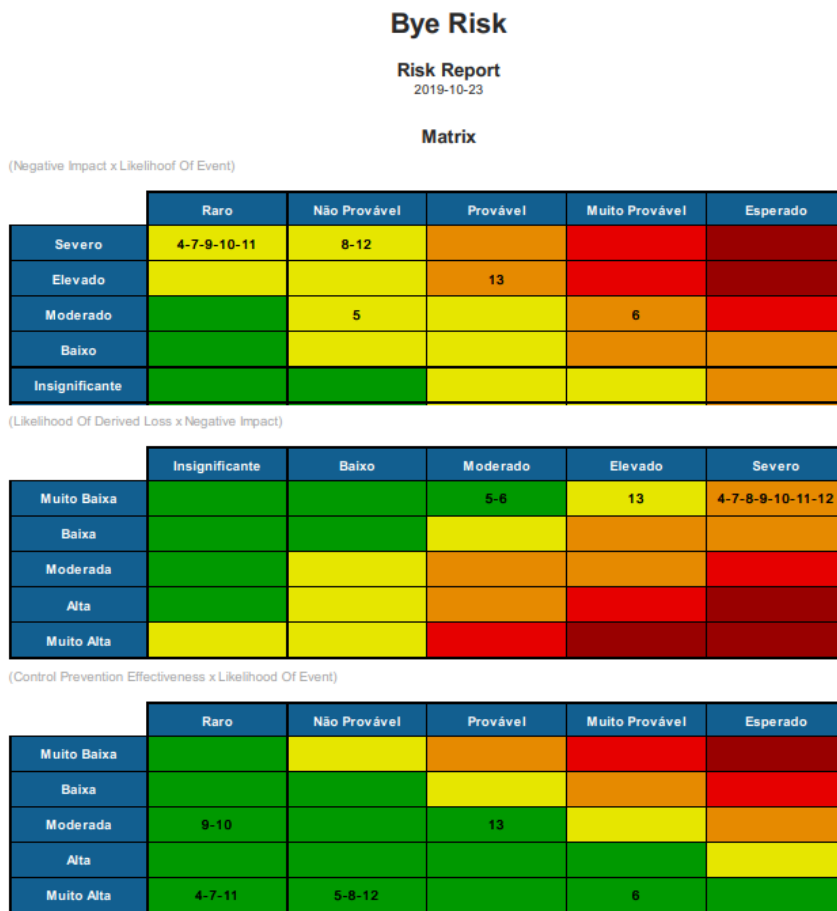 Bye Risk
Risk Report
2019-10-23
Matrix
(Negative Impact x Likelihoof Of Event)
Raro Não Provável Provável Muito Provável Esperado
Severo 4-7-9-10-11 8-12
Elevado 13
Moderado 5 6
Baixo
Insignificante
(Likelihood Of Derived Loss x Negative Impact)
Insignificante Baixo Moderado Elevado Severo
Muito Baixa 5-6 13 4-7-8-9-10-11-12
Baixa
Moderada
Alta
Muito Alta
(Control Prevention Effectiveness x Likelihood Of Event)
Raro Não Provável Provável Muito Provável Esperado
Muito Baixa
Baixa
Moderada 9-10 13
Alta
Muito Alta 4-7-11 5-8-12 6